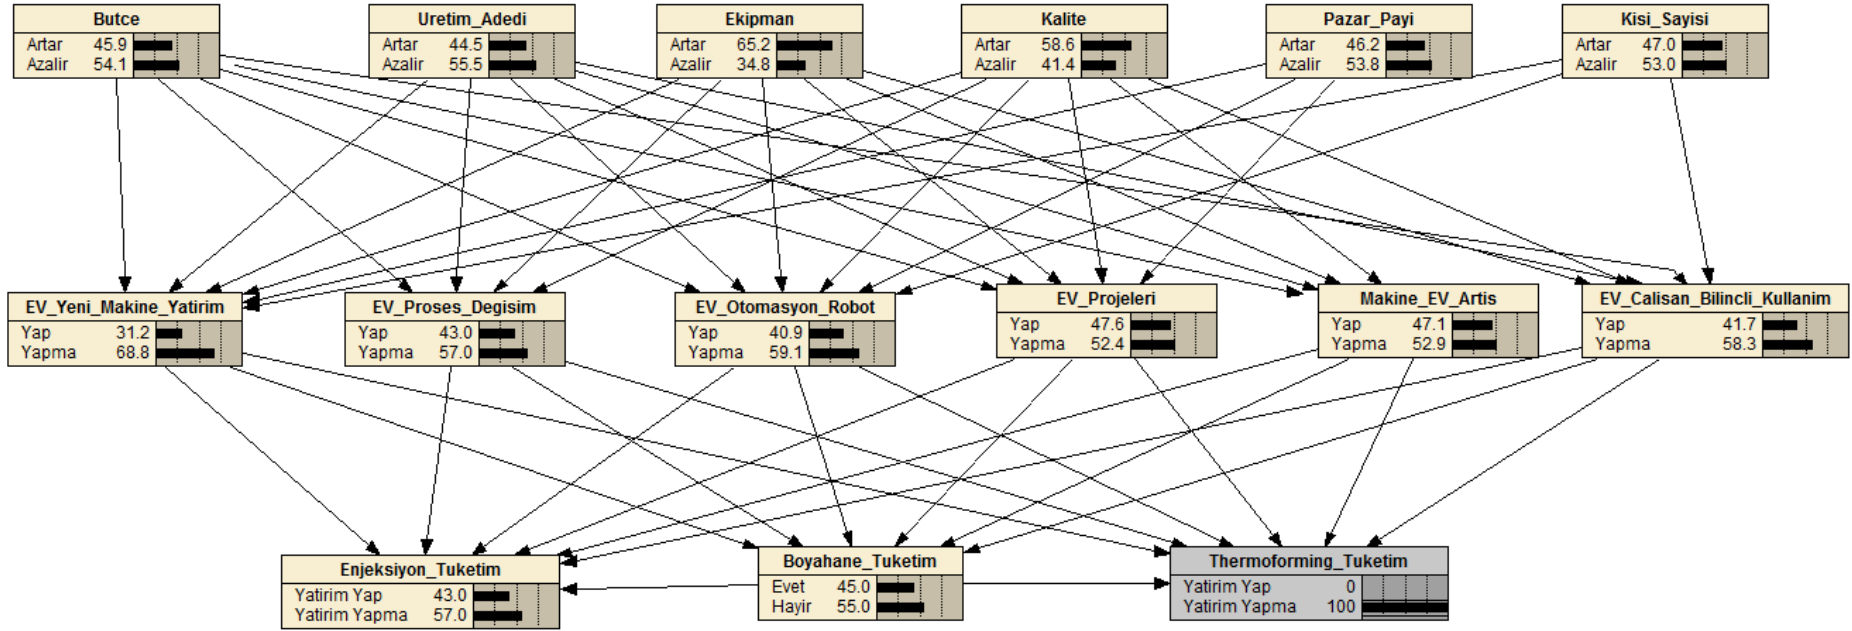 Butce
Artar 45.9
Azalir 54.1
Uretim_Adedi
Artar 44.5
Azalir 55.5
Ekipman
Artar 65.2
Azalir 34.8
Kalite
Artar 58.6
Azalir 41.4
Pazar_Payi
Artar 46.2
Azalir 53.8
Kisi_Sayisi
Artar 47.0
Azalir 53.0
EV_Yeni_Makine_Yatirim
Yap 31.2
Yapma 68.8
EV_Proses_Degisim
Yap 43.0
Yapma 57.0
EV_Otomasyon_Robot
Yap 40.9
Yapma 59.1
EV_Projeleri
Yap 47.6
Yapma 52.4
Makine_EV_Artis
Yap 47.1
Yapma 52.9
EV_Calisan_Bilincli_Kullanim
Yap 41.7
Yapma 58.3
Enjeksiyon_Tuketim
Yatirim Yap 43.0
Yatirim Yapma 57.0
Boyahane_Tuketim
Evet 45.0
Hayir 55.0
Thermoforming_Tuketim
Yatirim Yap 0
Yatirim Yapma 100